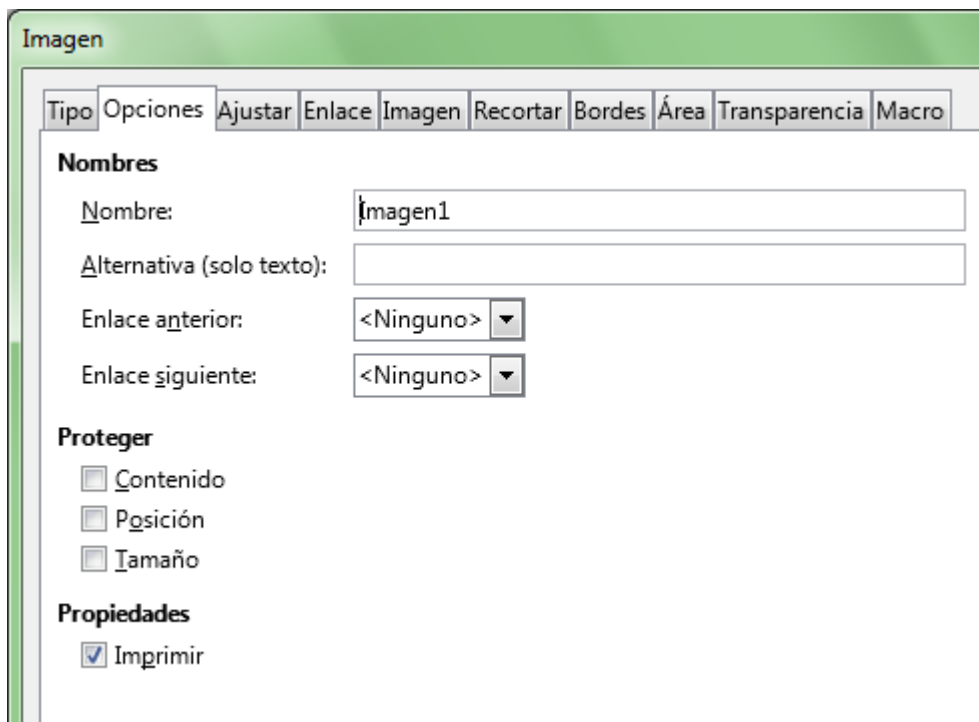 Imagen
Tipo Opciones Ajustar Enlace Imagen Recortar Bordes Área Transparencia Macro
Nombres
Nombre: Imagen1
Alternativa (solo texto):
Enlace anterior: <Ninguno>
Enlace siguiente: <Ninguno>
Proteger
Contenido
Posición
Tamaño
Propiedades
Imprimir